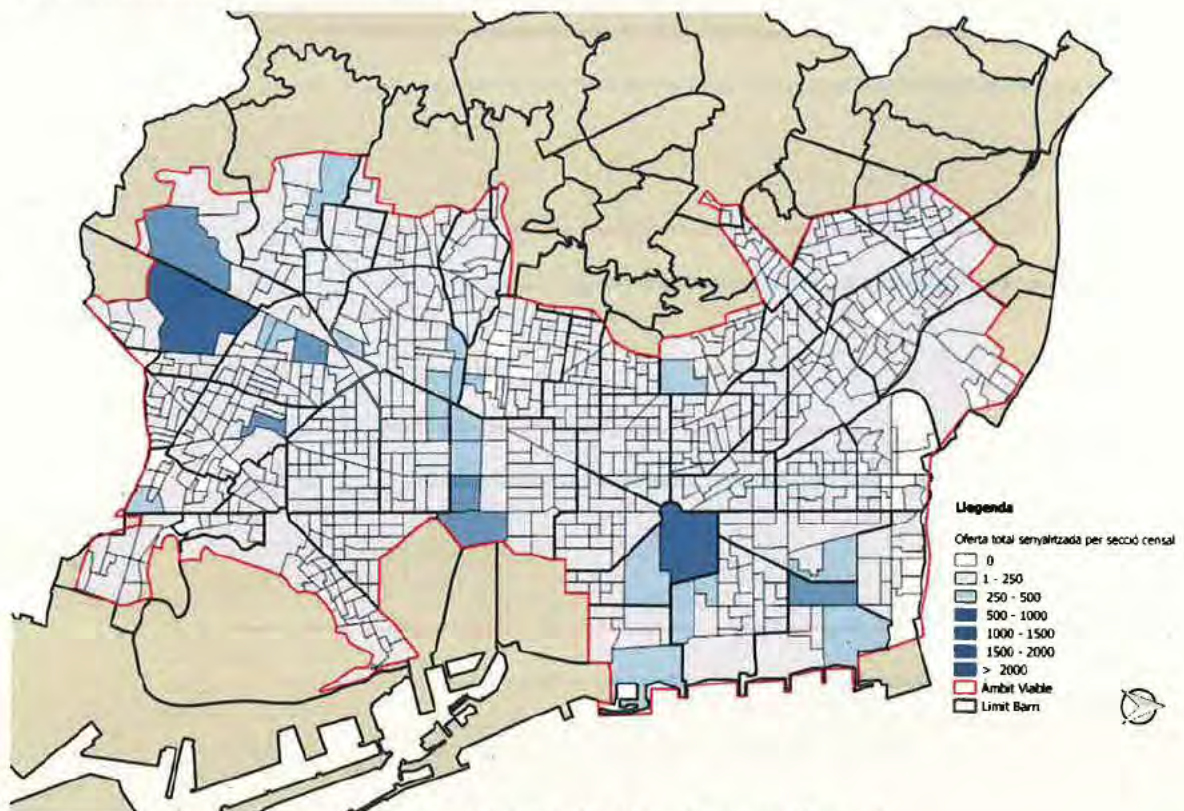 Llegenda
Oferta total senyalitzada per secció censal
0
1 - 250
250 - 500
500 - 1000
1000 - 1500
1500 - 2000
> 2000
Àmbit Viable
Limit Barri